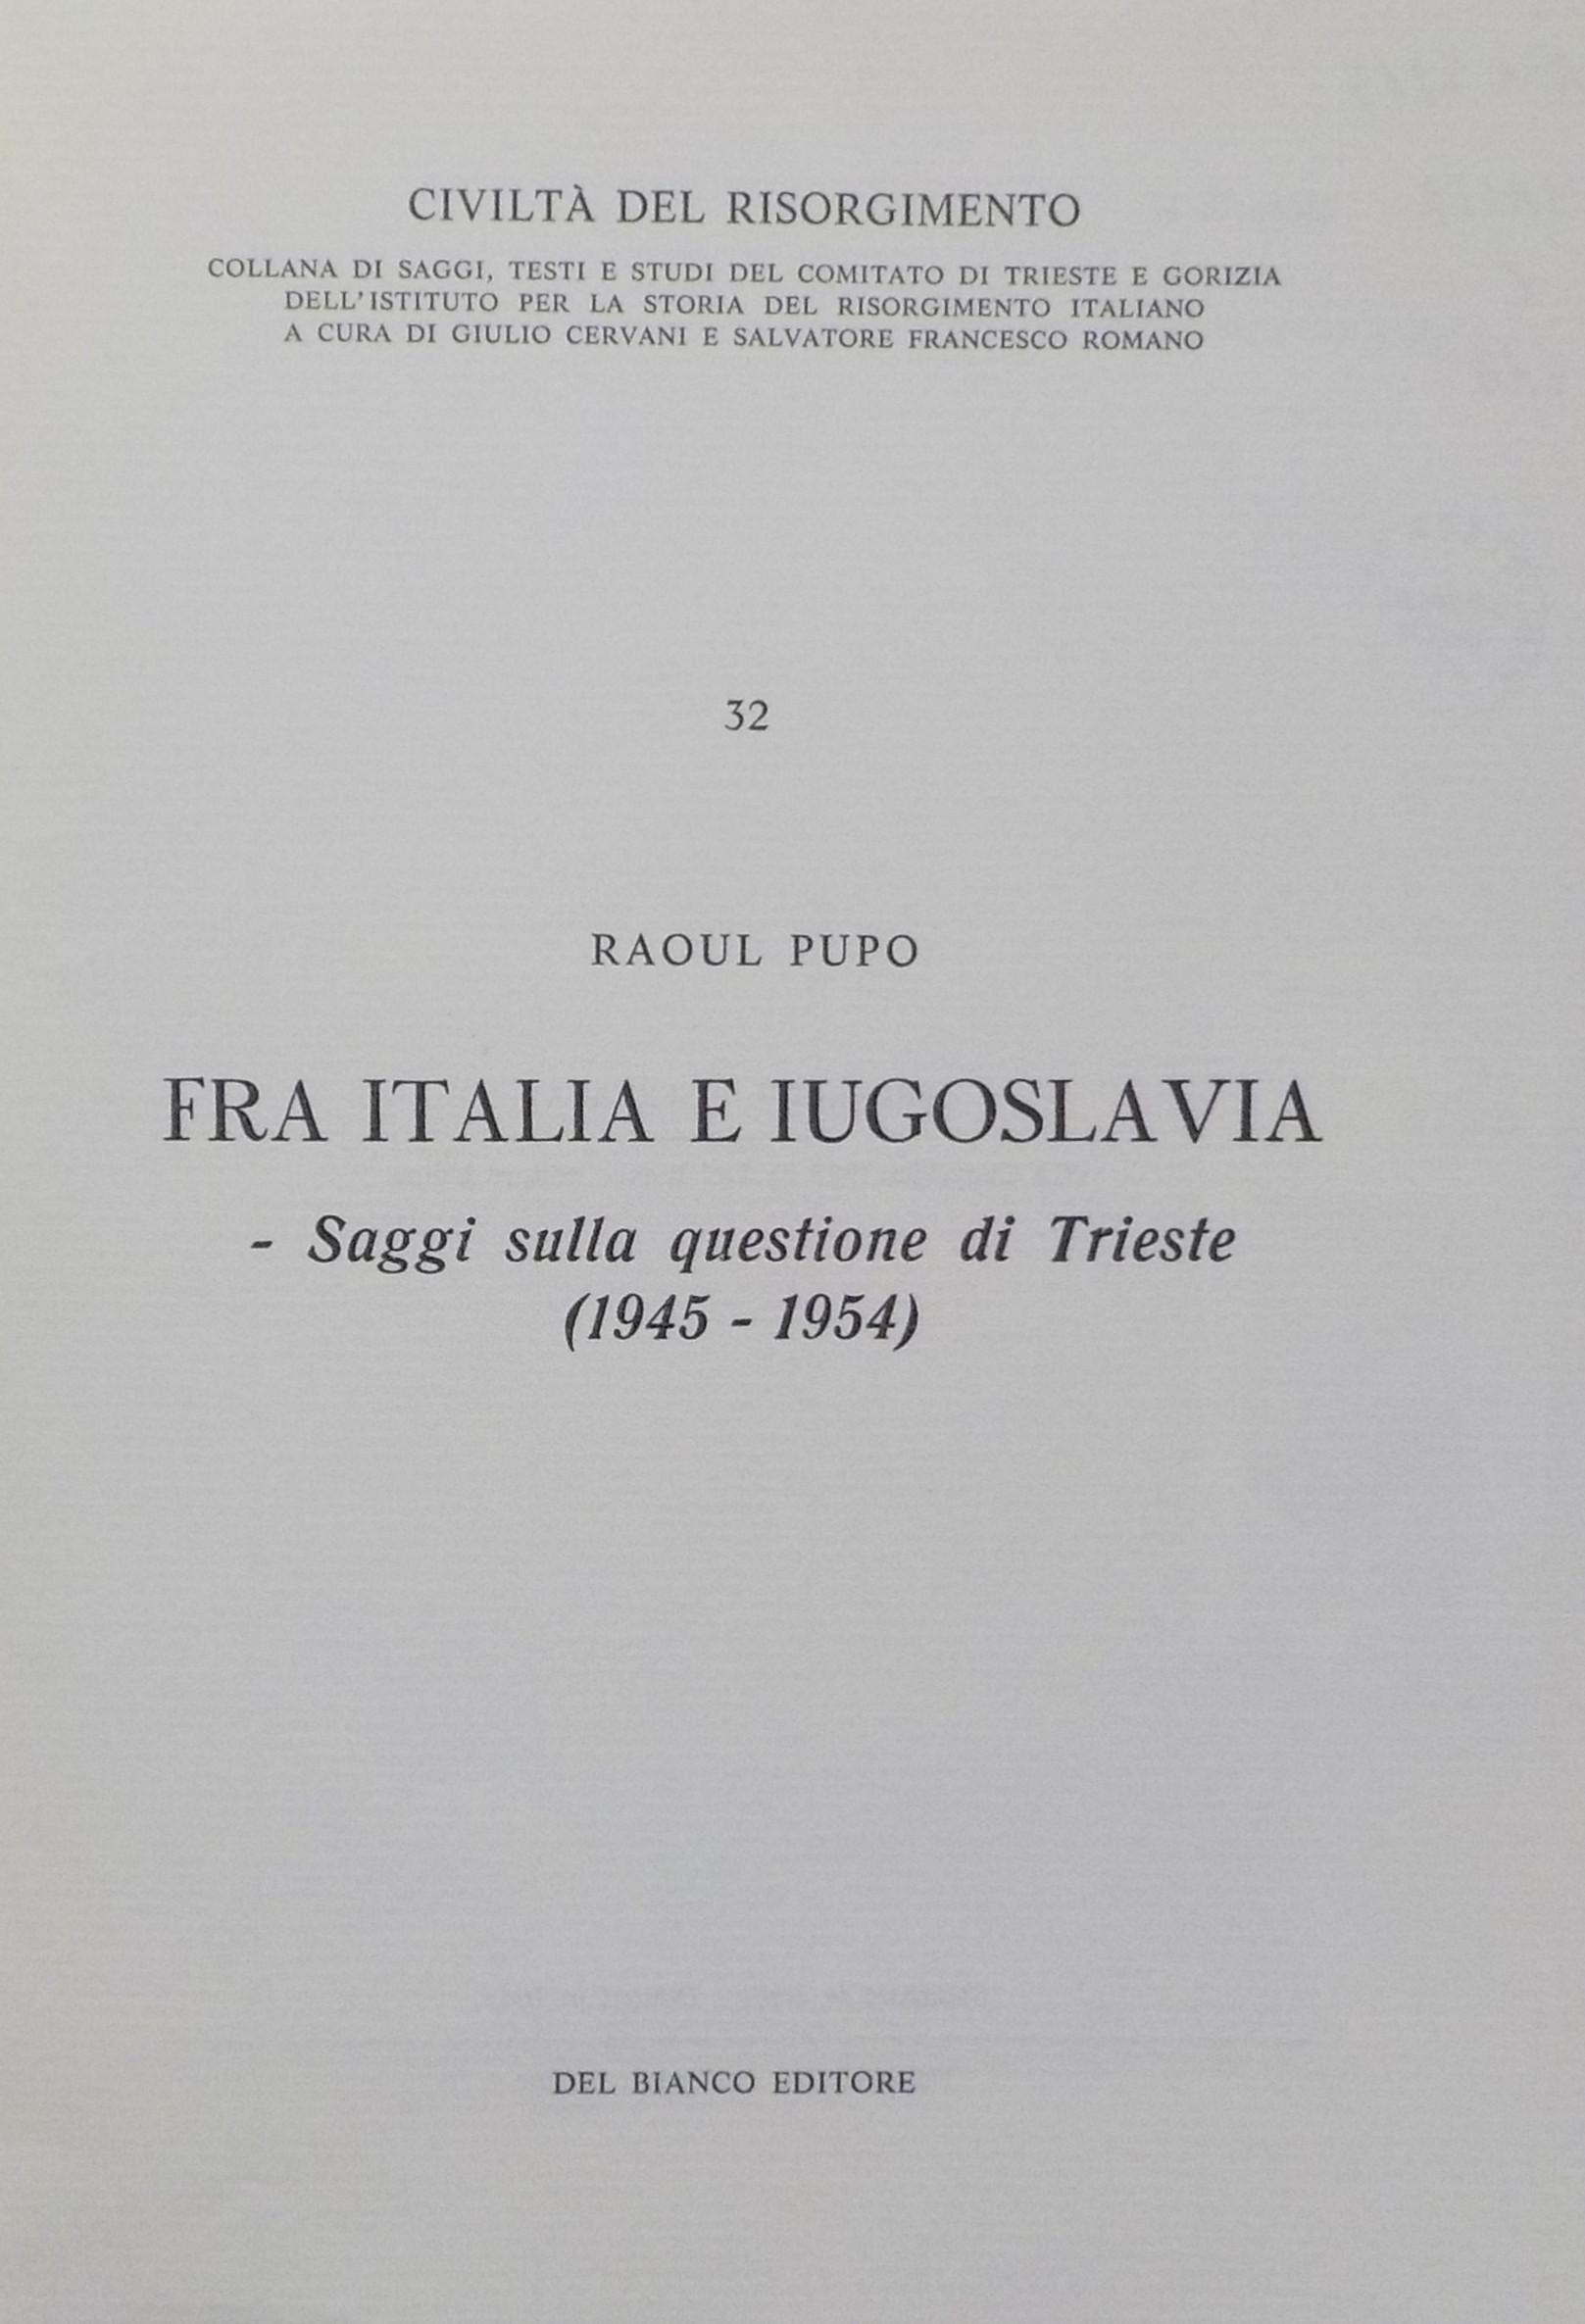 CIVILTÀ DEL RISORGIMENTO
COLLANA DI SAGGI, TESTI E STUDI DEL COMITATO DI TRIESTE E GORIZIA
DELL'ISTITUTO PER LA STORIA DEL RISORGIMENTO ITALIANO
A CURA DI GIULIO CERVANI E SALVATORE FRANCESCO ROMANO
32
RAOUL PUPO
FRA ITALIA E IUGOSLAVIA
- Saggi sulla questione di Trieste
(1945 - 1954)
DEL BIANCO EDITORE